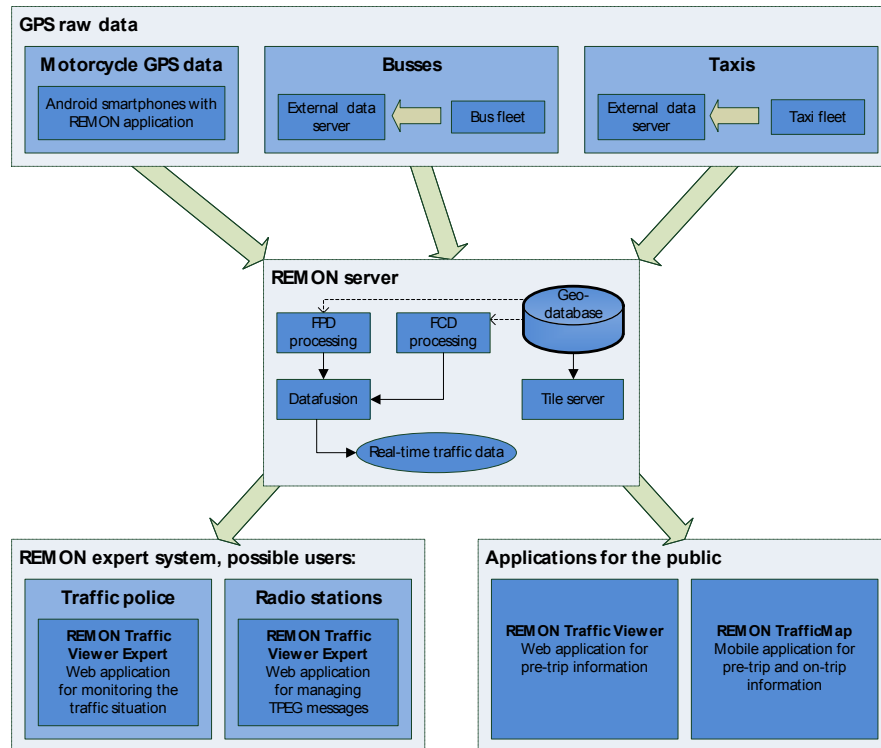 GPS raw data
Motorcycle GPS data
Android smartphones with
REMON application
Busses
External data
server
Bus fleet
Taxis
External data
server
Taxi fleet
REMON server
Geo-
database
FPD
processing
FCD
processing
Datafusion
Tile server
Real-time traffic data
REMON expert system, possible users:
Traffic police
REMON Traffic
Viewer Expert
Web application
for monitoring the
traffic situation
Radio stations
REMON Traffic
Viewer Expert
Web application
for managing
TPEG messages
Applications for the public
REMON Traffic Viewer
Web application for
pre-trip information
REMON TrafficMap
Mobile application for
pre-trip and on-trip
information